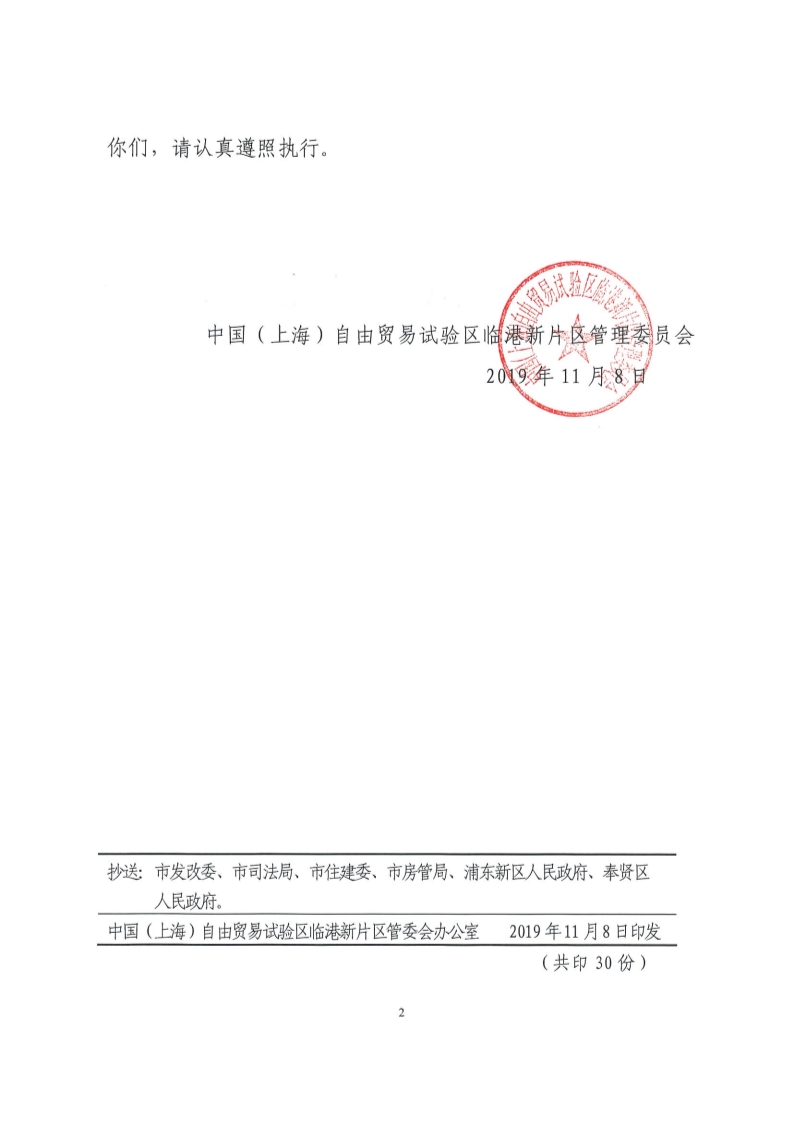 你们，请认真遵照执行。
中国（上海）自由贸易试验区临港新片区管理委员会
2019年11月8日
抄送：市发改委、市司法局、市住建委、市房管局、浦东新区人民政府、奉贤区
人民政府。
中国（上海）自由贸易试验区临港新片区管委会办公室 2019年11月8日印发
（共印30份）
2